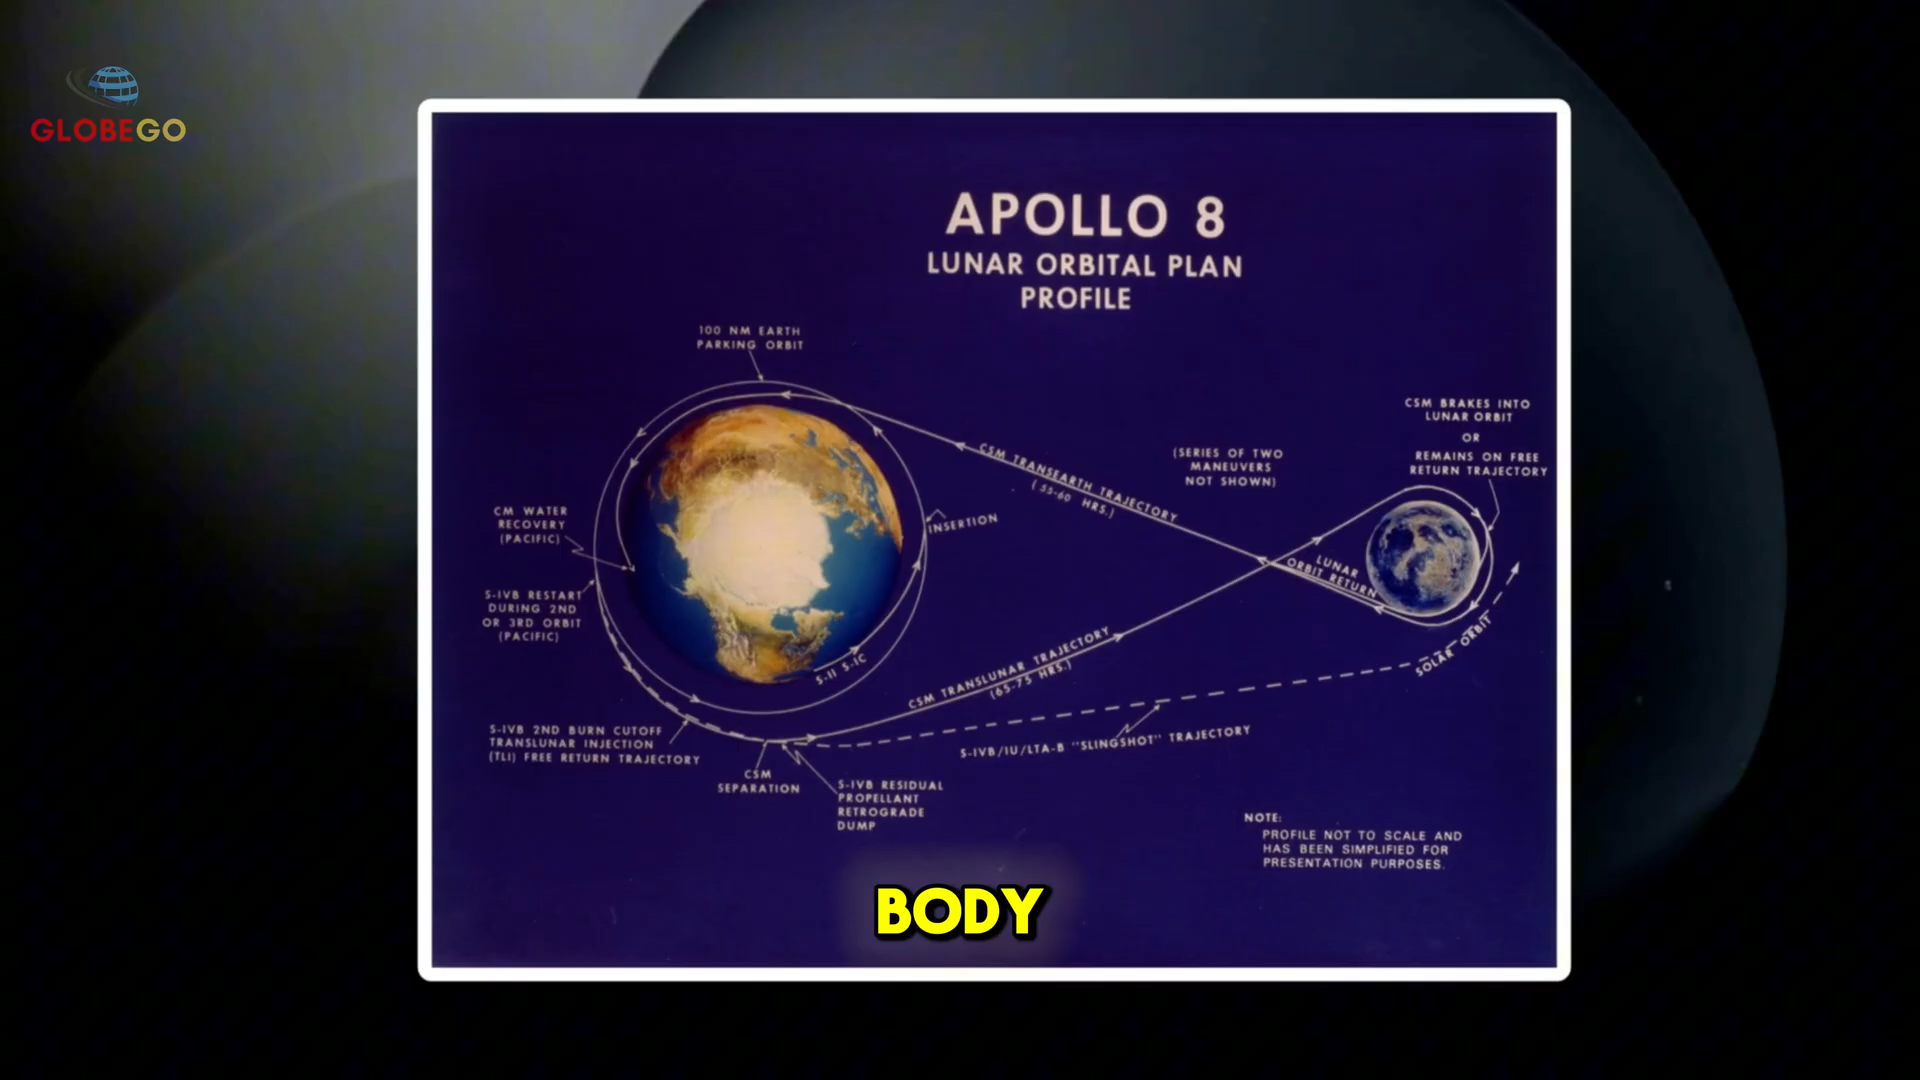 GLOBEGO
APOLLO 8
LUNAR ORBITAL PLAN
PROFILE
100 NM EARTH
PARKING ORBIT
CSM BRAKES INTO
LUNAR ORBIT
OR
REMAINS ON FREE
RETURN TRAJECTORY
(SERIES OF TWO
MANEUVERS
NOT SHOWN)
CSM TRANSEARTH TRAJECTORY
(55-60 HRS.)
CM WATER
RECOVERY
(PACIFIC)
INSERTION
LUNAR
ORBIT RETURN
S-IVB RESTART
DURING 2ND
OR 3RD ORBIT
(PACIFIC)
S-II S-IC
CSM TRANSLUNAR TRAJECTORY
(65-75 HRS.)
SOLAR ORBIT
S-IVB 2ND BURN CUTOFF
TRANSLUNAR INJECTION
(TLI) FREE RETURN TRAJECTORY
S-IVB/IU/LTA-B "SLINGSHOT" TRAJECTORY
CSM
SEPARATION
S-IVB RESIDUAL
PROPELLANT
RETROGRADE
DUMP
NOTE:
PROFILE NOT TO SCALE AND
HAS BEEN SIMPLIFIED FOR
PRESENTATION PURPOSES.
BODY